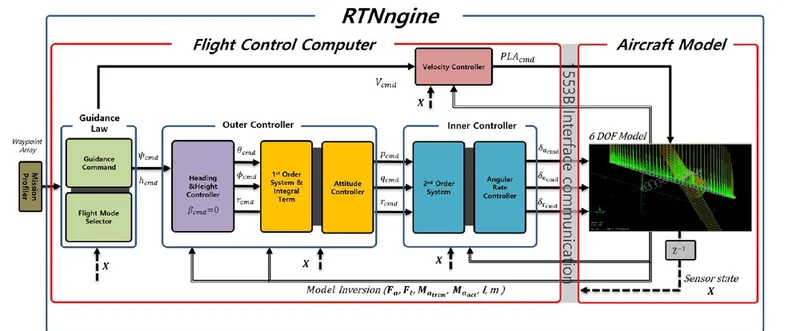 RTNngine
Flight Control Computer
Aircraft Model
Velocity Controller
PLA_cmd
V_cmd
X
1553B Interface communication
Guidance Law
Outer Controller
Inner Controller
6 DOF Model
Waypoint Array
Mission Profiler
Guidance Command
Flight Mode Selector
ψ_cmd
h_cmd
Heading &Height Controller
β_cmd=0
θ_cmd
ϕ_cmd
r_cmd
1st Order System & Integral Term
Attitude Controller
p_cmd
q_cmd
r_cmd
2nd Order System
Angular Rate Controller
δ_a_cmd
δ_e_cmd
δ_r_cmd
Z⁻¹
X
X
X
Sensor state
X
Model Inversion (F_a, F_t, M_a_trim, M_a_act, I, m )